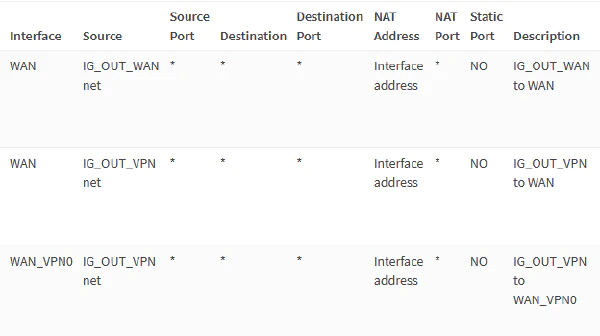 Source Destination NAT NAT Static
Interface Source Port Destination Port Address Port Port Description
WAN IG_OUT_WAN * * * Interface * NO IG_OUT_WAN
net address to WAN
WAN IG_OUT_VPN * * * Interface * NO IG_OUT_VPN
net address to WAN
WAN_VPN0 IG_OUT_VPN * * * Interface * NO IG_OUT_VPN
net address to
WAN_VPN0